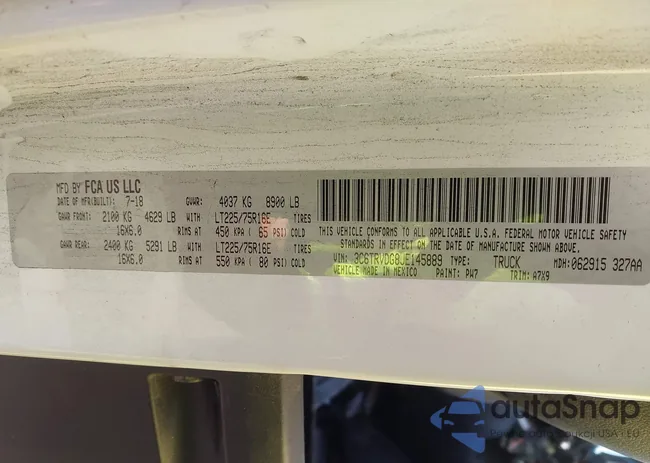 MFD BY FCA US LLC
DATE OF MFR(BUILT): 7-18 GVWR: 4037 KG 8900 LB
GAWR FRONT: 2100 KG 4629 LB WITH LT225/75R16E TIRES
16X6.0 RIMS AT 450 KPA ( 65 PSI) COLD
GAWR REAR: 2400 KG 5291 LB WITH LT225/75R16E TIRES
16X6.0 RIMS AT 550 KPA ( 80 PSI) COLD
THIS VEHICLE CONFORMS TO ALL APPLICABLE U.S.A. FEDERAL MOTOR VEHICLE SAFETY
STANDARDS IN EFFECT ON THE DATE OF MANUFACTURE SHOWN ABOVE.
VIN: 3C6TRVDG8JE145889 TYPE: TRUCK MDH: 062915 327AA
VEHICLE MADE IN MEXICO PAINT: PW7 TRIM: A7X9
autoSnap
USA i EU